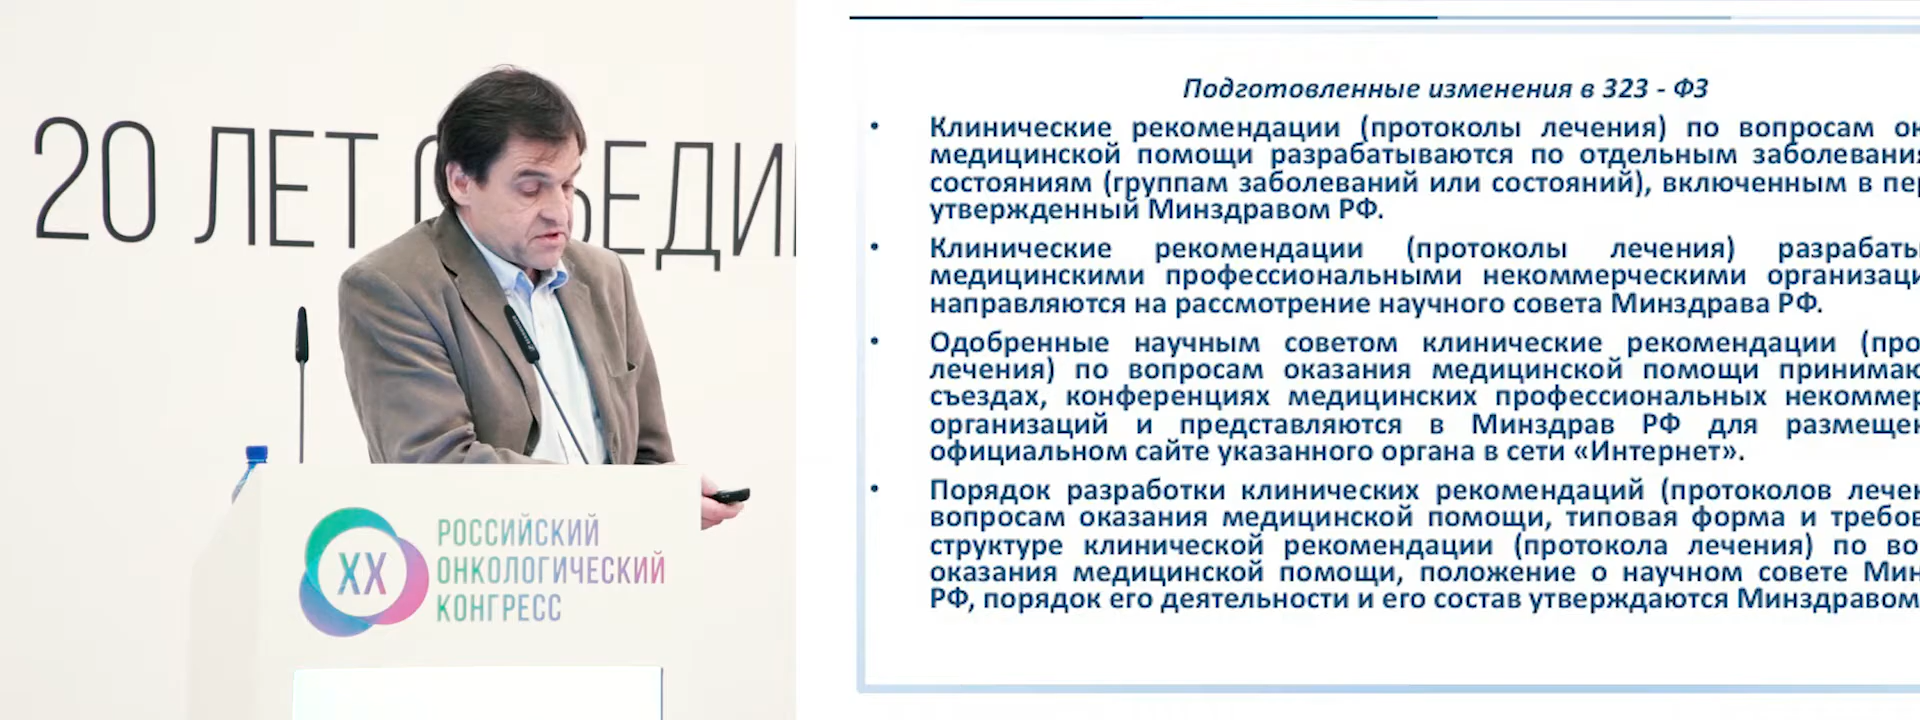 20 ЛЕТ
РОССИЙСКИЙ
ОНКОЛОГИЧЕСКИЙ
КОНГРЕСС
XX
Подготовленные изменения в 323 - ФЗ
• Клинические рекомендации (протоколы лечения) по вопросам
медицинской помощи разрабатываются по отдельным
состояниям (группам заболеваний или состояний), включенным в
утвержденный Минздравом РФ.
• Клинические рекомендации (протоколы лечения)
медицинскими профессиональными некоммерческими
направляются на рассмотрение научного совета Минздрава РФ.
• Одобренные научным советом клинические рекомендации
лечения) по вопросам оказания медицинской помощи
съездах, конференциях медицинских профессиональных
организаций и представляются в Минздрав РФ для
официальном сайте указанного органа в сети «Интернет».
• Порядок разработки клинических рекомендаций (протоколов
вопросам оказания медицинской помощи, типовая форма и
структуре клинической рекомендации (протокола лечения) по
оказания медицинской помощи, положение о научном совете
РФ, порядок его деятельности и его состав утверждаются Минздравом